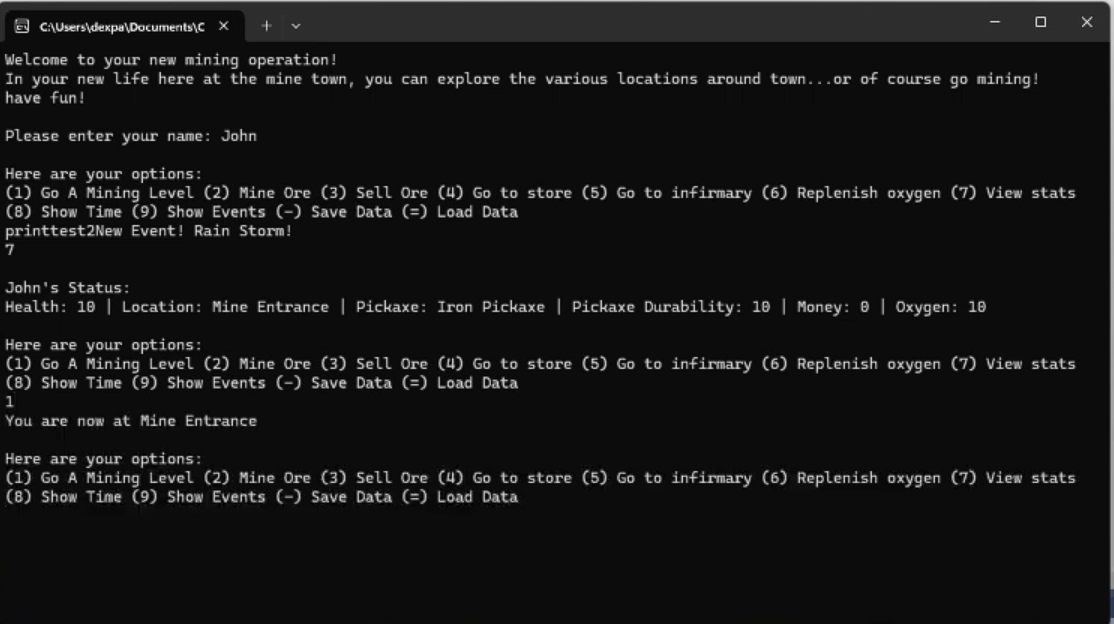 C:\Users\dexpa\Documents\C
Welcome to your new mining operation!
In your new life here at the mine town, you can explore the various locations around town...or of course go mining!
have fun!
Please enter your name: John
Here are your options:
(1) Go A Mining Level (2) Mine Ore (3) Sell Ore (4) Go to store (5) Go to infirmary (6) Replenish oxygen (7) View stats
(8) Show Time (9) Show Events (-) Save Data (=) Load Data
printtest2New Event! Rain Storm!
7
John's Status:
Health: 10 | Location: Mine Entrance | Pickaxe: Iron Pickaxe | Pickaxe Durability: 10 | Money: 0 | Oxygen: 10
Here are your options:
(1) Go A Mining Level (2) Mine Ore (3) Sell Ore (4) Go to store (5) Go to infirmary (6) Replenish oxygen (7) View stats
(8) Show Time (9) Show Events (-) Save Data (=) Load Data
1
You are now at Mine Entrance
Here are your options:
(1) Go A Mining Level (2) Mine Ore (3) Sell Ore (4) Go to store (5) Go to infirmary (6) Replenish oxygen (7) View stats
(8) Show Time (9) Show Events (-) Save Data (=) Load Data